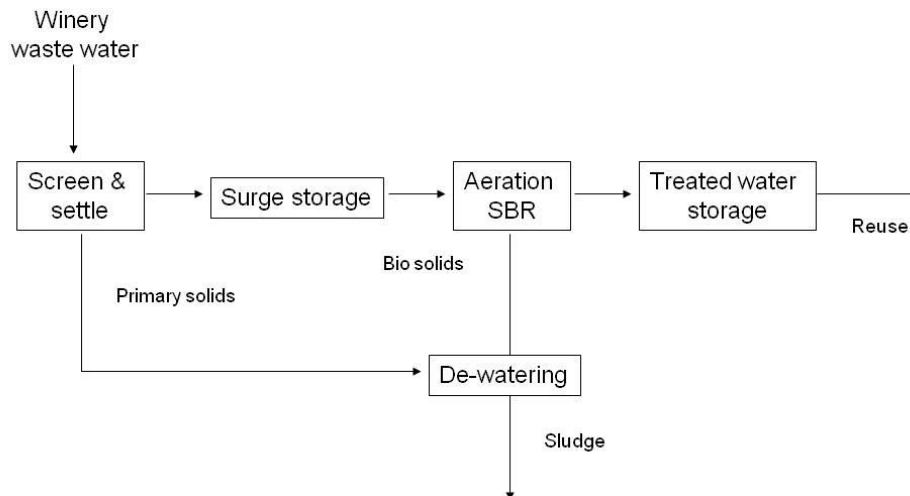 Winery
waste water
Screen &
settle
Surge storage
Aeration
SBR
Treated water
storage
Reuse
Bio solids
Primary solids
De-watering
Sludge